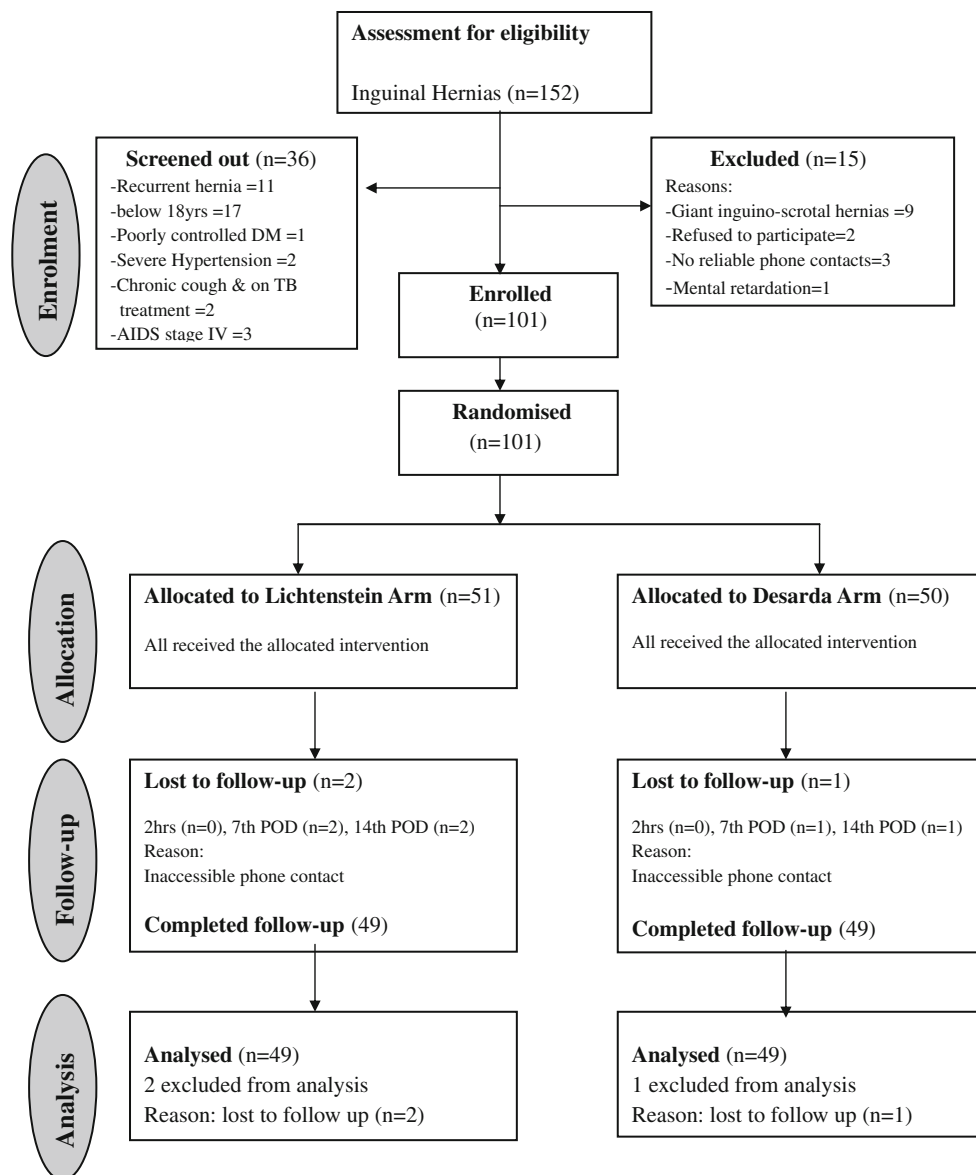 Assessment for eligibility
Inguinal Hernias (n=152)
Enrolment
Screened out (n=36)
-Recurrent hernia =11
-below 18yrs =17
-Poorly controlled DM =1
-Severe Hypertension =2
-Chronic cough & on TB
treatment =2
-AIDS stage IV =3
Excluded (n=15)
Reasons:
-Giant inguino-scrotal hernias =9
-Refused to participate=2
-No reliable phone contacts=3
-Mental retardation=1
Enrolled
(n=101)
Randomised
(n=101)
Allocation
Allocated to Lichtenstein Arm (n=51)
All received the allocated intervention
Allocated to Desarda Arm (n=50)
All received the allocated intervention
Follow-up
Lost to follow-up (n=2)
2hrs (n=0), 7th POD (n=2), 14th POD (n=2)
Reason:
Inaccessible phone contact
Completed follow-up (49)
Lost to follow-up (n=1)
2hrs (n=0), 7th POD (n=1), 14th POD (n=1)
Reason:
Inaccessible phone contact
Completed follow-up (49)
Analysis
Analysed (n=49)
2 excluded from analysis
Reason: lost to follow up (n=2)
Analysed (n=49)
1 excluded from analysis
Reason: lost to follow up (n=1)